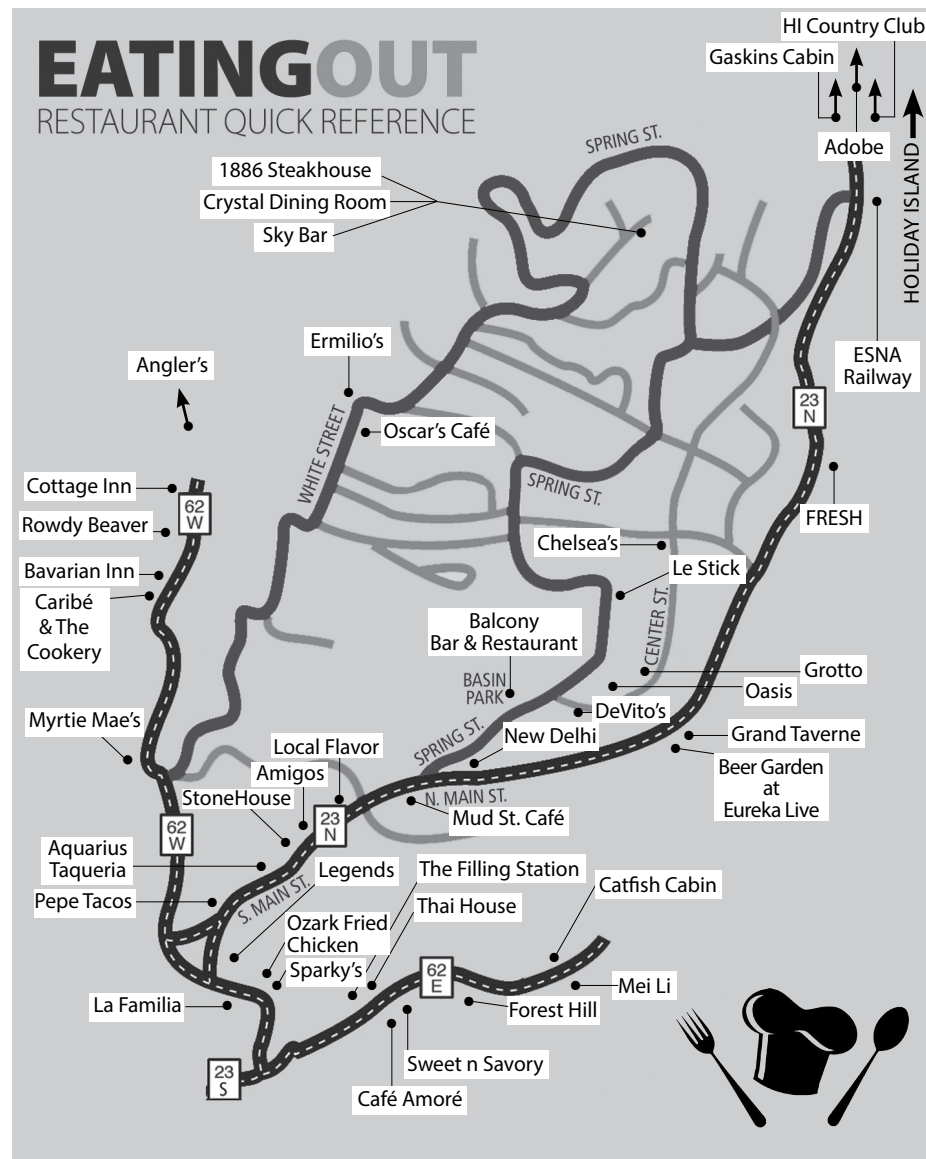 EATINGOUT
RESTAURANT QUICK REFERENCE
HI Country Club
Gaskins Cabin
Adobe
HOLIDAY ISLAND
SPRING ST.
1886 Steakhouse
Crystal Dining Room
Sky Bar
ESNA
Railway
Ermilio's
Angler's
23
N
WHITE STREET
Oscar's Café
Cottage Inn
62
W
SPRING ST.
Rowdy Beaver
FRESH
Chelsea's
Bavarian Inn
Le Stick
Caribé
& The
Cookery
CENTER ST.
Balcony
Bar & Restaurant
Grotto
BASIN
PARK
Oasis
DeVito's
Myrtie Mae's
SPRING ST.
New Delhi
Grand Taverne
Local Flavor
Beer Garden
at
Eureka Live
Amigos
StoneHouse
N. MAIN ST.
23
N
Mud St. Café
62
W
Aquarius
Taqueria
Legends
The Filling Station
Catfish Cabin
Pepe Tacos
S. MAIN ST.
Thai House
Ozark Fried
Chicken
Sparky's
62
E
Mei Li
La Familia
Forest Hill
Sweet n Savory
23
S
Café Amoré